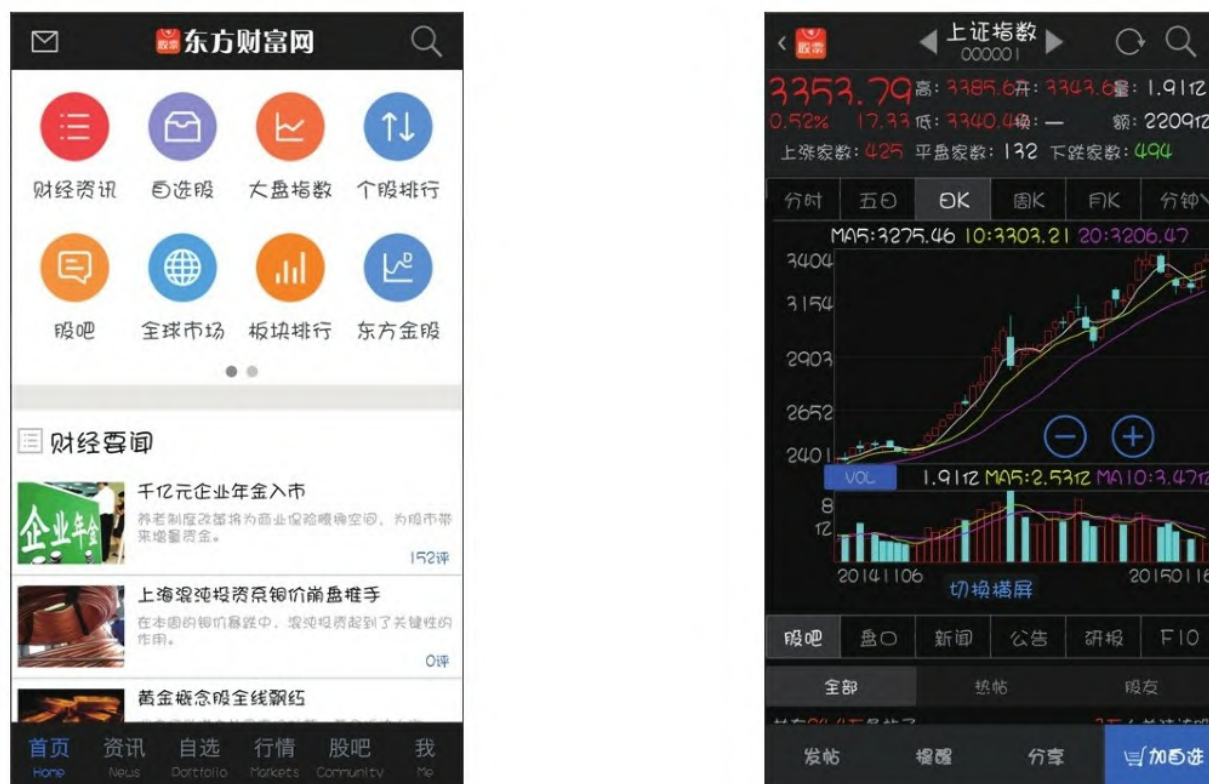 东方财富网
财经资讯 自选股 大盘指数 个股排行
股吧 全球市场 板块排行 东方金股
财经要闻
千亿元企业年金入市
养老制度改革将为商业保险腾挪空间，为股市带
来增量资金。
152评
企业年金
上海混沌投资系铜价崩盘推手
在本周的铜价暴跌中，混沌投资起到了关键性的
作用。
0评
黄金概念股全线飘红
首页 资讯 自选 行情 股吧 我
Home News Portfolio Markets Community Me
股票
上证指数
000001
3353.79 高: 3385.6 开: 3343.6 量: 1.91亿
0.52% 17.33 低: 3340.4 换: — 额: 2209亿
上涨家数: 425 平盘家数: 132 下跌家数: 494
分时 五日 日K 周K 月K 分钟
MA5:3275.46 10:3303.21 20:3206.47
3404
3154
2903
2652
2401
VOL 1.91亿 MA5:2.53亿 MA10:3.47亿
8
亿
20141106 20150116
切换横屏
股吧 盘口 新闻 公告 研报 F10
全部 热帖 股友
发帖 提醒 分享 加自选